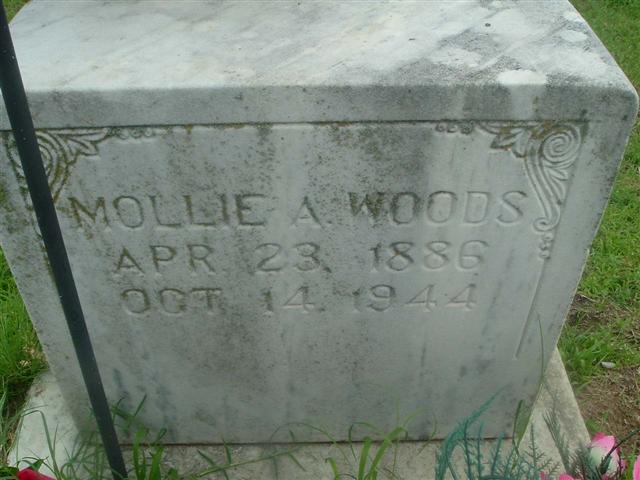 MOLLIE A. WOODS
APR 23, 1886
OCT 14, 1944